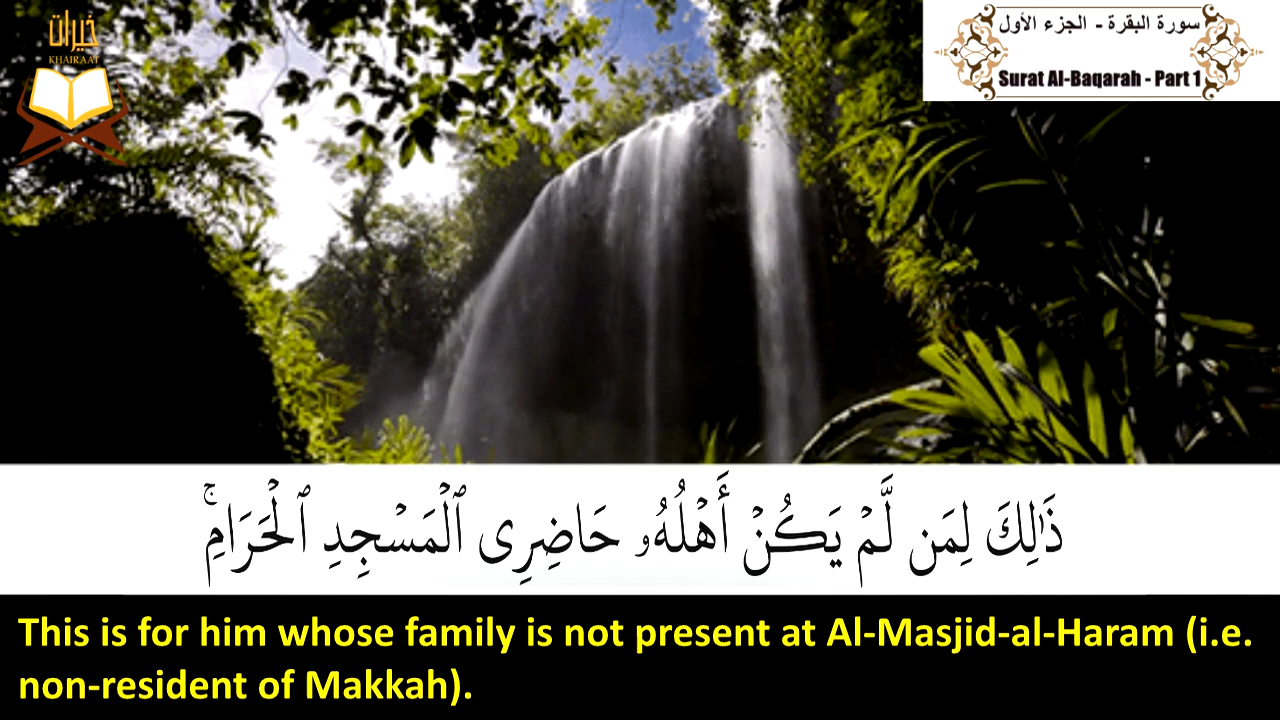 خيرات
KHAIRAAT
سورة البقرة - الجزء الأول
Surat Al-Baqarah - Part 1
ذَٰلِكَ لِمَن لَّمْ يَكُنْ أَهْلُهُۥ حَاضِرِى ٱلْمَسْجِدِ ٱلْحَرَامِ ۚ
This is for him whose family is not present at Al-Masjid-al-Haram (i.e.
non-resident of Makkah).